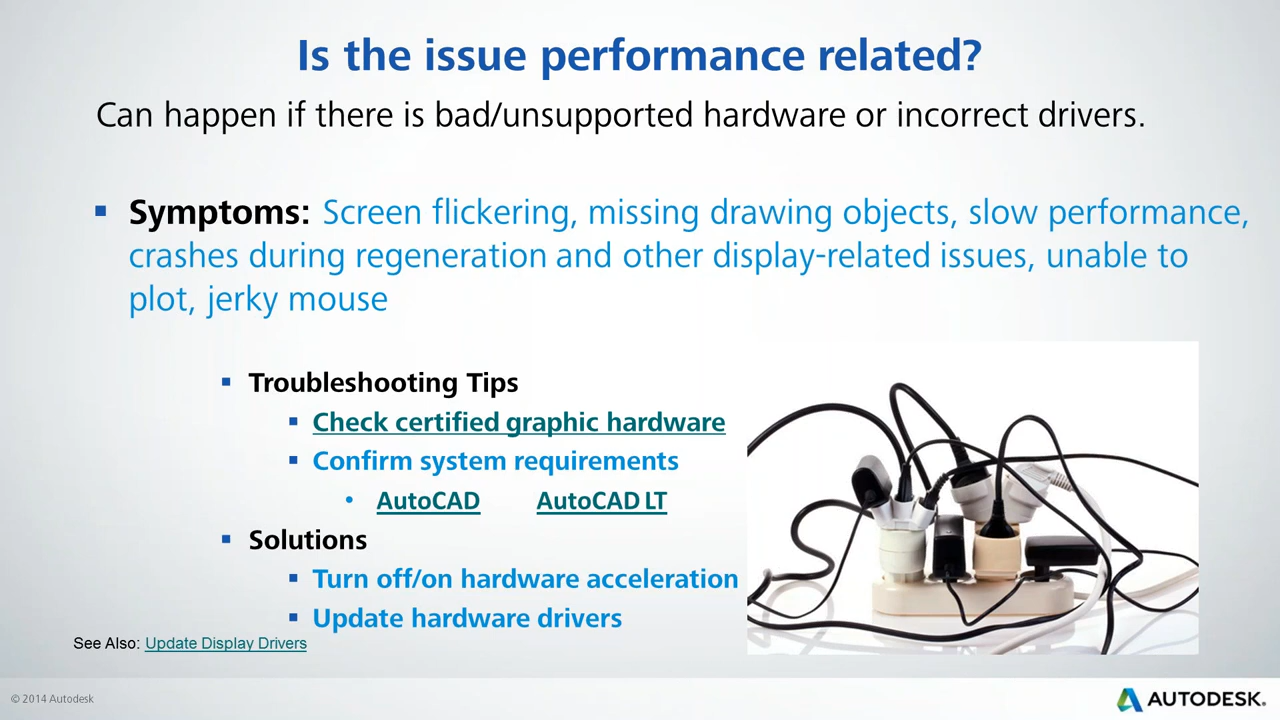 Is the issue performance related?
Can happen if there is bad/unsupported hardware or incorrect drivers.
▪ Symptoms: Screen flickering, missing drawing objects, slow performance,
crashes during regeneration and other display-related issues, unable to
plot, jerky mouse
▪ Troubleshooting Tips
▪ Check certified graphic hardware
▪ Confirm system requirements
• AutoCAD AutoCAD LT
▪ Solutions
▪ Turn off/on hardware acceleration
▪ Update hardware drivers
See Also: Update Display Drivers
© 2014 Autodesk
AUTODESK.